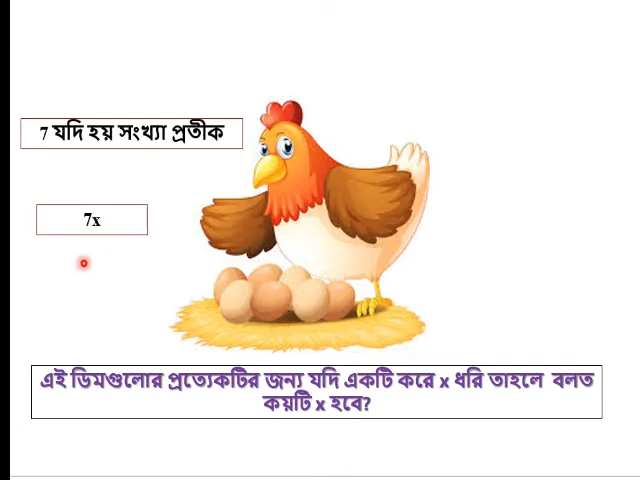 7 যদি হয় সংখ্যা প্রতীক
7x
এই ডিমগুলোর প্রত্যেকটির জন্য যদি একটি করে x ধরি তাহলে বলত
কয়টি x হবে?